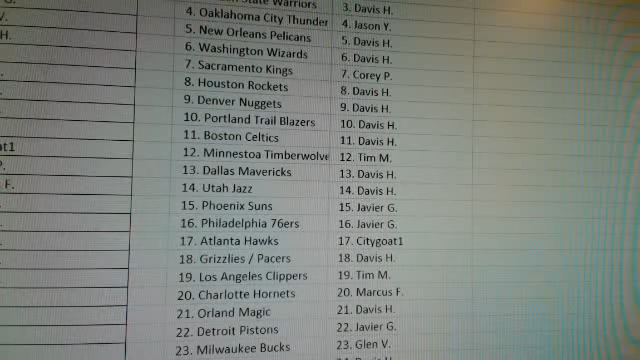 State Warriors 3. Davis H.
4. Oaklahoma City Thunder 4. Jason Y.
5. New Orleans Pelicans 5. Davis H.
6. Washington Wizards 6. Davis H.
7. Sacramento Kings 7. Corey P.
8. Houston Rockets 8. Davis H.
9. Denver Nuggets 9. Davis H.
10. Portland Trail Blazers 10. Davis H.
11. Boston Celtics 11. Davis H.
12. Minnestoa Timberwolve 12. Tim M.
13. Dallas Mavericks 13. Davis H.
14. Utah Jazz 14. Davis H.
15. Phoenix Suns 15. Javier G.
16. Philadelphia 76ers 16. Javier G.
17. Atlanta Hawks 17. Citygoat1
18. Grizzlies / Pacers 18. Davis H.
19. Los Angeles Clippers 19. Tim M.
20. Charlotte Hornets 20. Marcus F.
21. Orland Magic 21. Davis H.
22. Detroit Pistons 22. Javier G.
23. Milwaukee Bucks 23. Glen V.